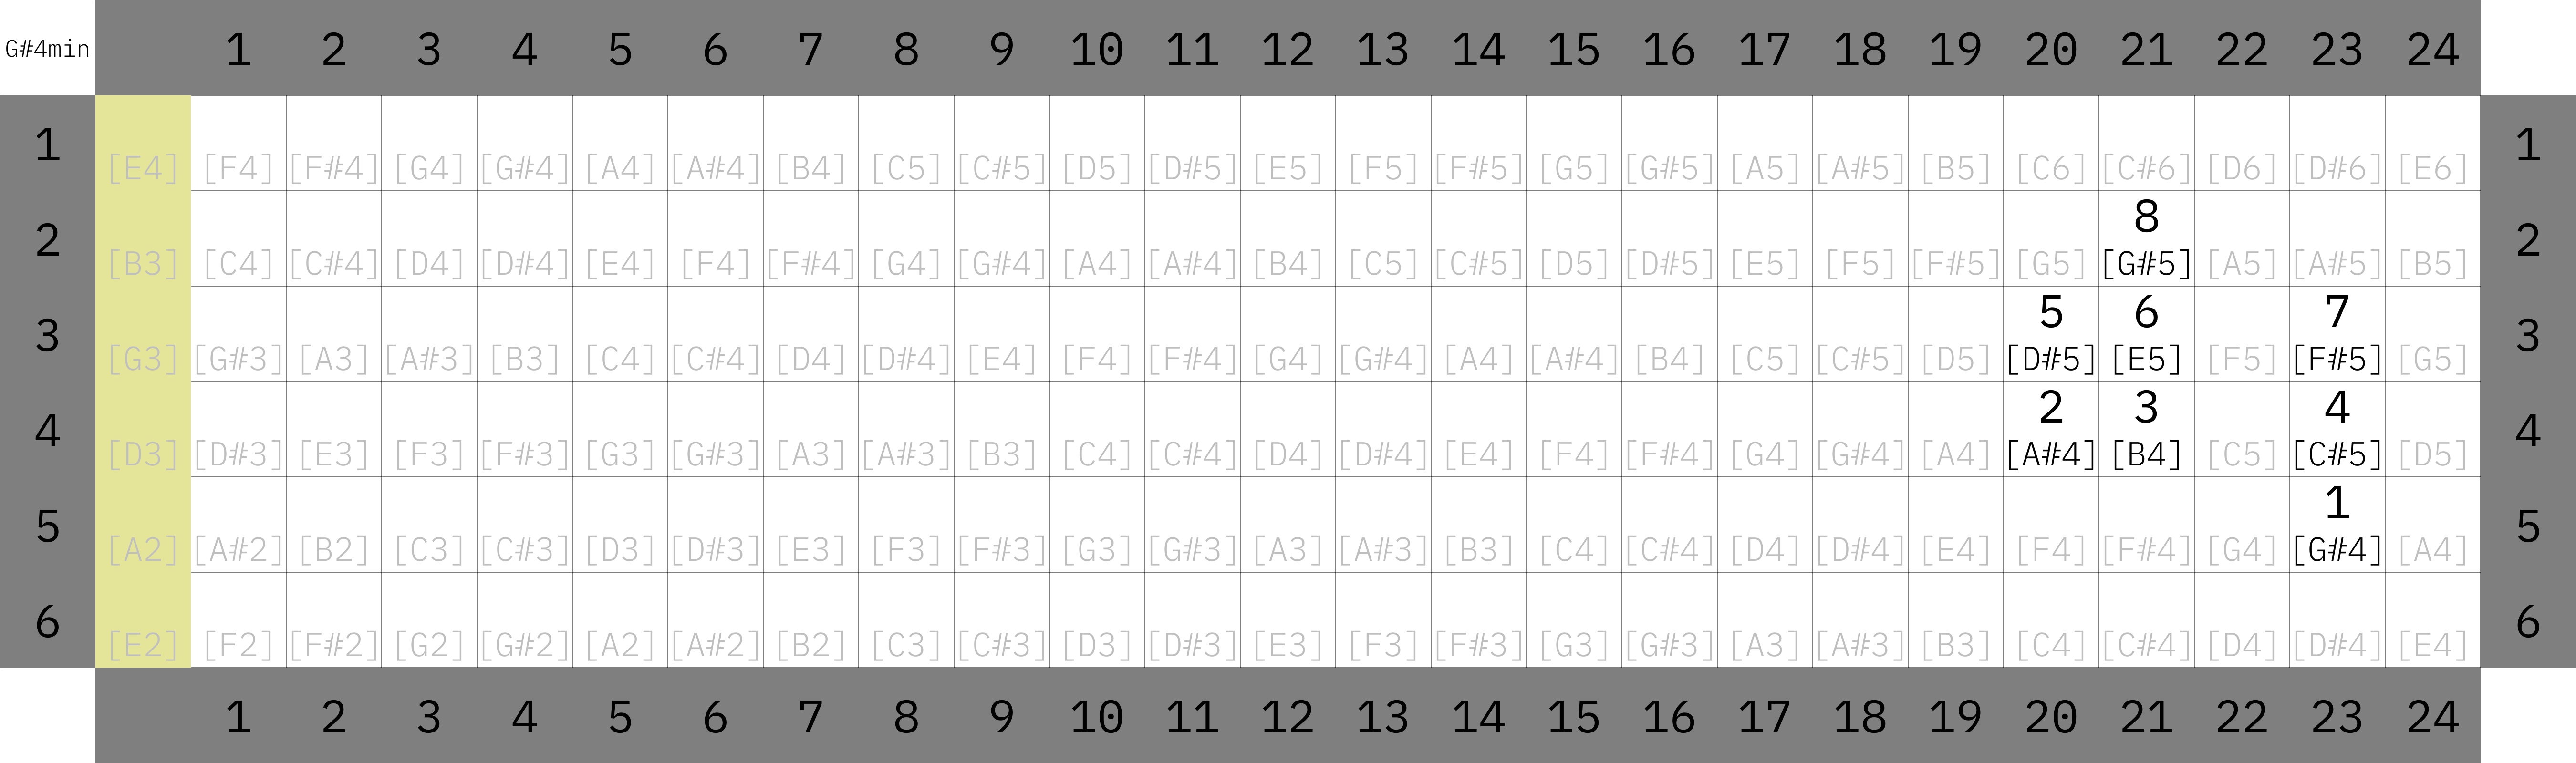 G#4min 1 2 3 4 5 6 7 8 9 10 11 12 13 14 15 16 17 18 19 20 21 22 23 24
1 1
[E4] [F4] [F#4] [G4] [G#4] [A4] [A#4] [B4] [C5] [C#5] [D5] [D#5] [E5] [F5] [F#5] [G5] [G#5] [A5] [A#5] [B5] [C6] [C#6] [D6] [D#6] [E6]
2 8 2
[B3] [C4] [C#4] [D4] [D#4] [E4] [F4] [F#4] [G4] [G#4] [A4] [A#4] [B4] [C5] [C#5] [D5] [D#5] [E5] [F5] [F#5] [G5] [G#5] [A5] [A#5] [B5]
3 5 6 7 3
[G3] [G#3] [A3] [A#3] [B3] [C4] [C#4] [D4] [D#4] [E4] [F4] [F#4] [G4] [G#4] [A4] [A#4] [B4] [C5] [C#5] [D5] [D#5] [E5] [F5] [F#5] [G5]
4 2 3 4 4
[D3] [D#3] [E3] [F3] [F#3] [G3] [G#3] [A3] [A#3] [B3] [C4] [C#4] [D4] [D#4] [E4] [F4] [F#4] [G4] [G#4] [A4] [A#4] [B4] [C5] [C#5] [D5]
5 1 5
[A2] [A#2] [B2] [C3] [C#3] [D3] [D#3] [E3] [F3] [F#3] [G3] [G#3] [A3] [A#3] [B3] [C4] [C#4] [D4] [D#4] [E4] [F4] [F#4] [G4] [G#4] [A4]
6 6
[E2] [F2] [F#2] [G2] [G#2] [A2] [A#2] [B2] [C3] [C#3] [D3] [D#3] [E3] [F3] [F#3] [G3] [G#3] [A3] [A#3] [B3] [C4] [C#4] [D4] [D#4] [E4]
1 2 3 4 5 6 7 8 9 10 11 12 13 14 15 16 17 18 19 20 21 22 23 24